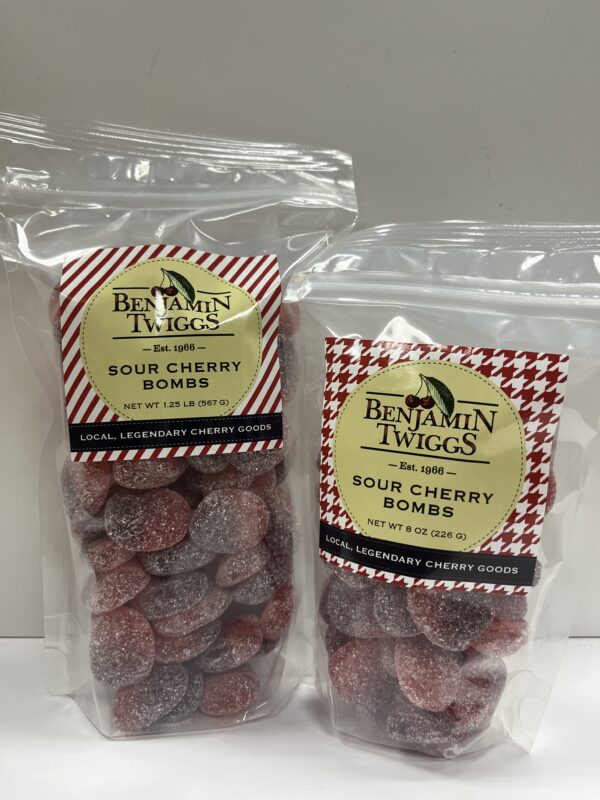 BENJAMIN
TWIGGS
— Est. 1966 —
SOUR CHERRY
BOMBS
NET WT 1.25 LB (567 G)
LOCAL, LEGENDARY CHERRY GOODS
BENJAMIN
TWIGGS
— Est. 1966 —
SOUR CHERRY
BOMBS
NET WT 8 OZ (226 G)
LOCAL, LEGENDARY CHERRY GOODS